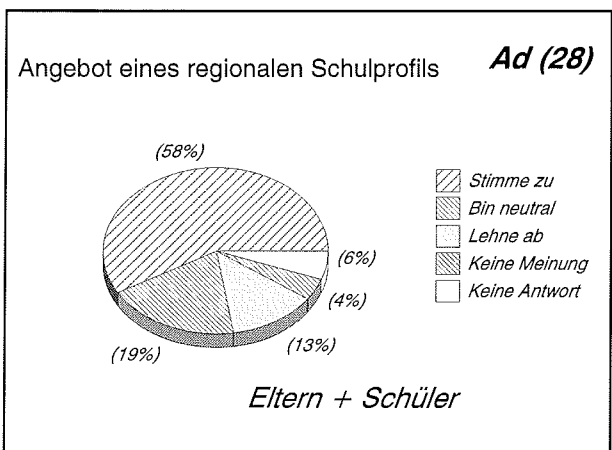 Angebot eines regionalen Schulprofils
Ad (28)
(58%)
Stimme zu
Bin neutral
Lehne ab
Keine Meinung
Keine Antwort
(6%)
(4%)
(13%)
(19%)
Eltern + Schüler